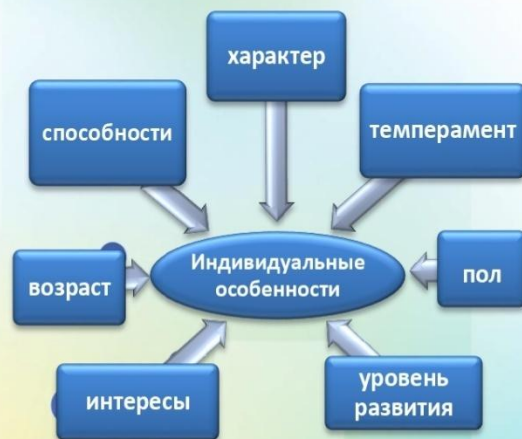 характер
способности
темперамент
Индивидуальные
особенности
возраст
пол
интересы
уровень
развития